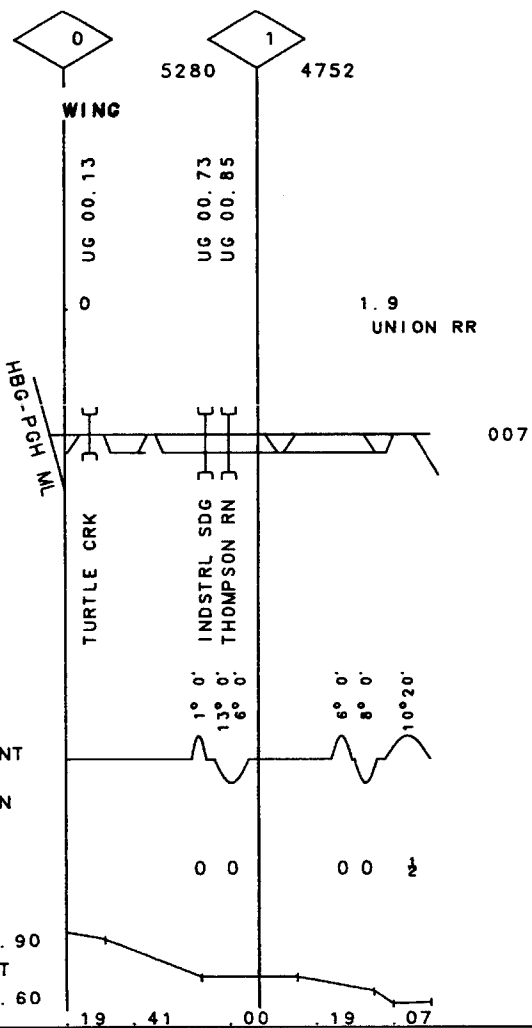 0 1
5280 4752
WING
UG 00.13
UG 00.73
UG 00.85
0
1.9
UNION RR
HBG-PGH ML
007
TURTLE CRK
INDSTRL SDG
THOMPSON RN
1° 0'
13° 0'
6° 0'
6° 0'
8° 0'
10°20'
NT
N
0 0 0 0 ½
.90
T
.60
.19 .41 .00 .19 .07